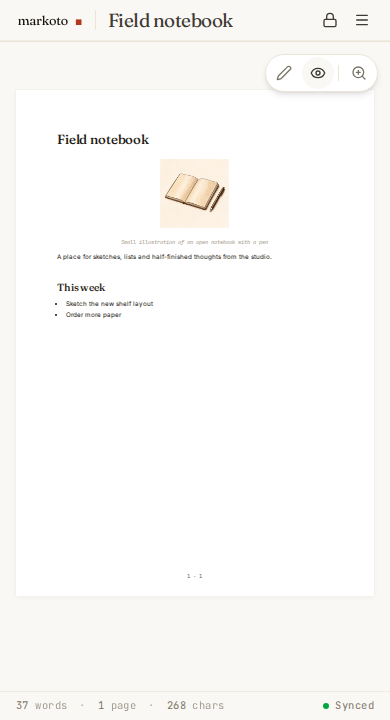 markoto
Field notebook
Field notebook
Small illustration of an open notebook with a pen
A place for sketches, lists and half-finished thoughts from the studio.
This week
• Sketch the new shelf layout
• Order more paper
1 - 1
37 words · 1 page · 268 chars
Synced